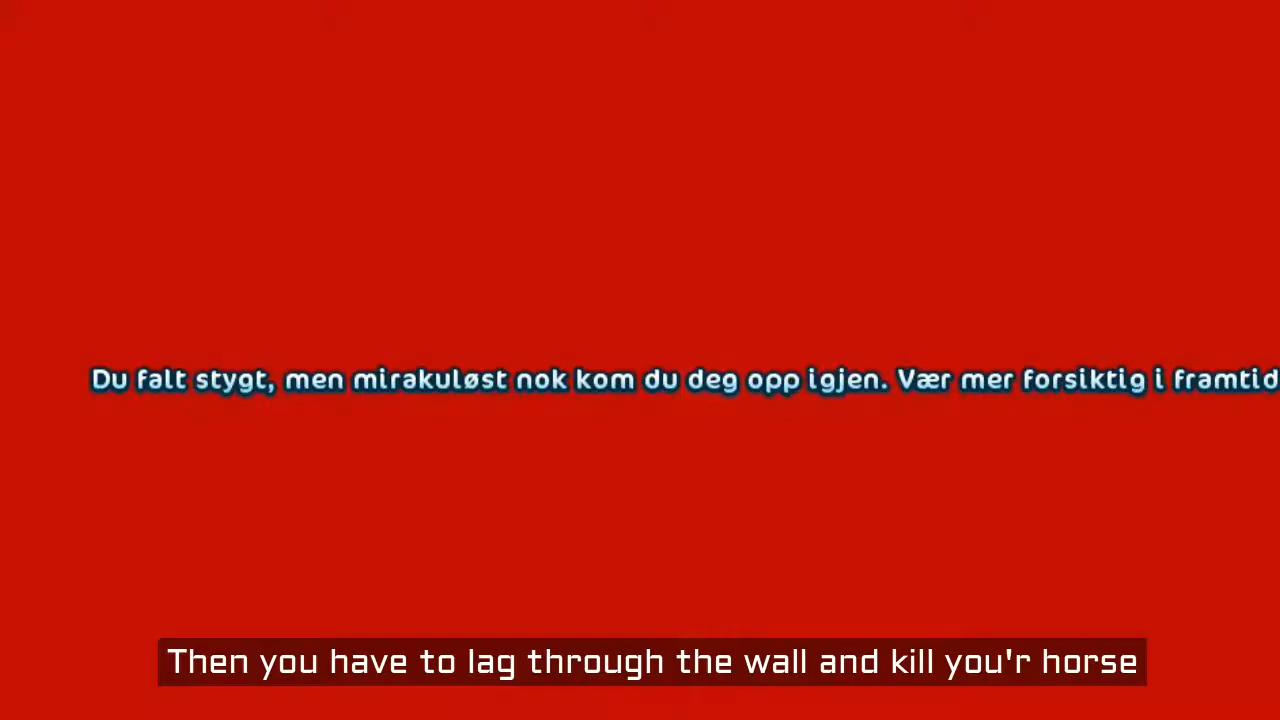 Du falt stygt, men mirakuløst nok kom du deg opp igjen. Vær mer forsiktig i framtid
Then you have to lag through the wall and kill you'r horse